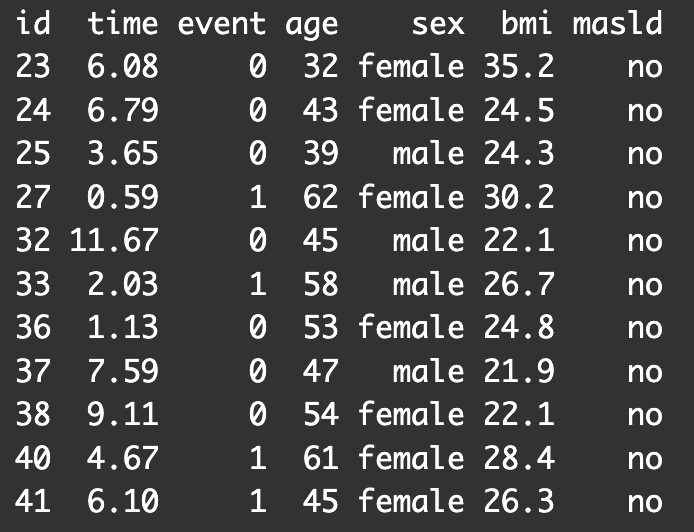 id time event age sex bmi masld
23 6.08 0 32 female 35.2 no
24 6.79 0 43 female 24.5 no
25 3.65 0 39 male 24.3 no
27 0.59 1 62 female 30.2 no
32 11.67 0 45 male 22.1 no
33 2.03 1 58 male 26.7 no
36 1.13 0 53 female 24.8 no
37 7.59 0 47 male 21.9 no
38 9.11 0 54 female 22.1 no
40 4.67 1 61 female 28.4 no
41 6.10 1 45 female 26.3 no